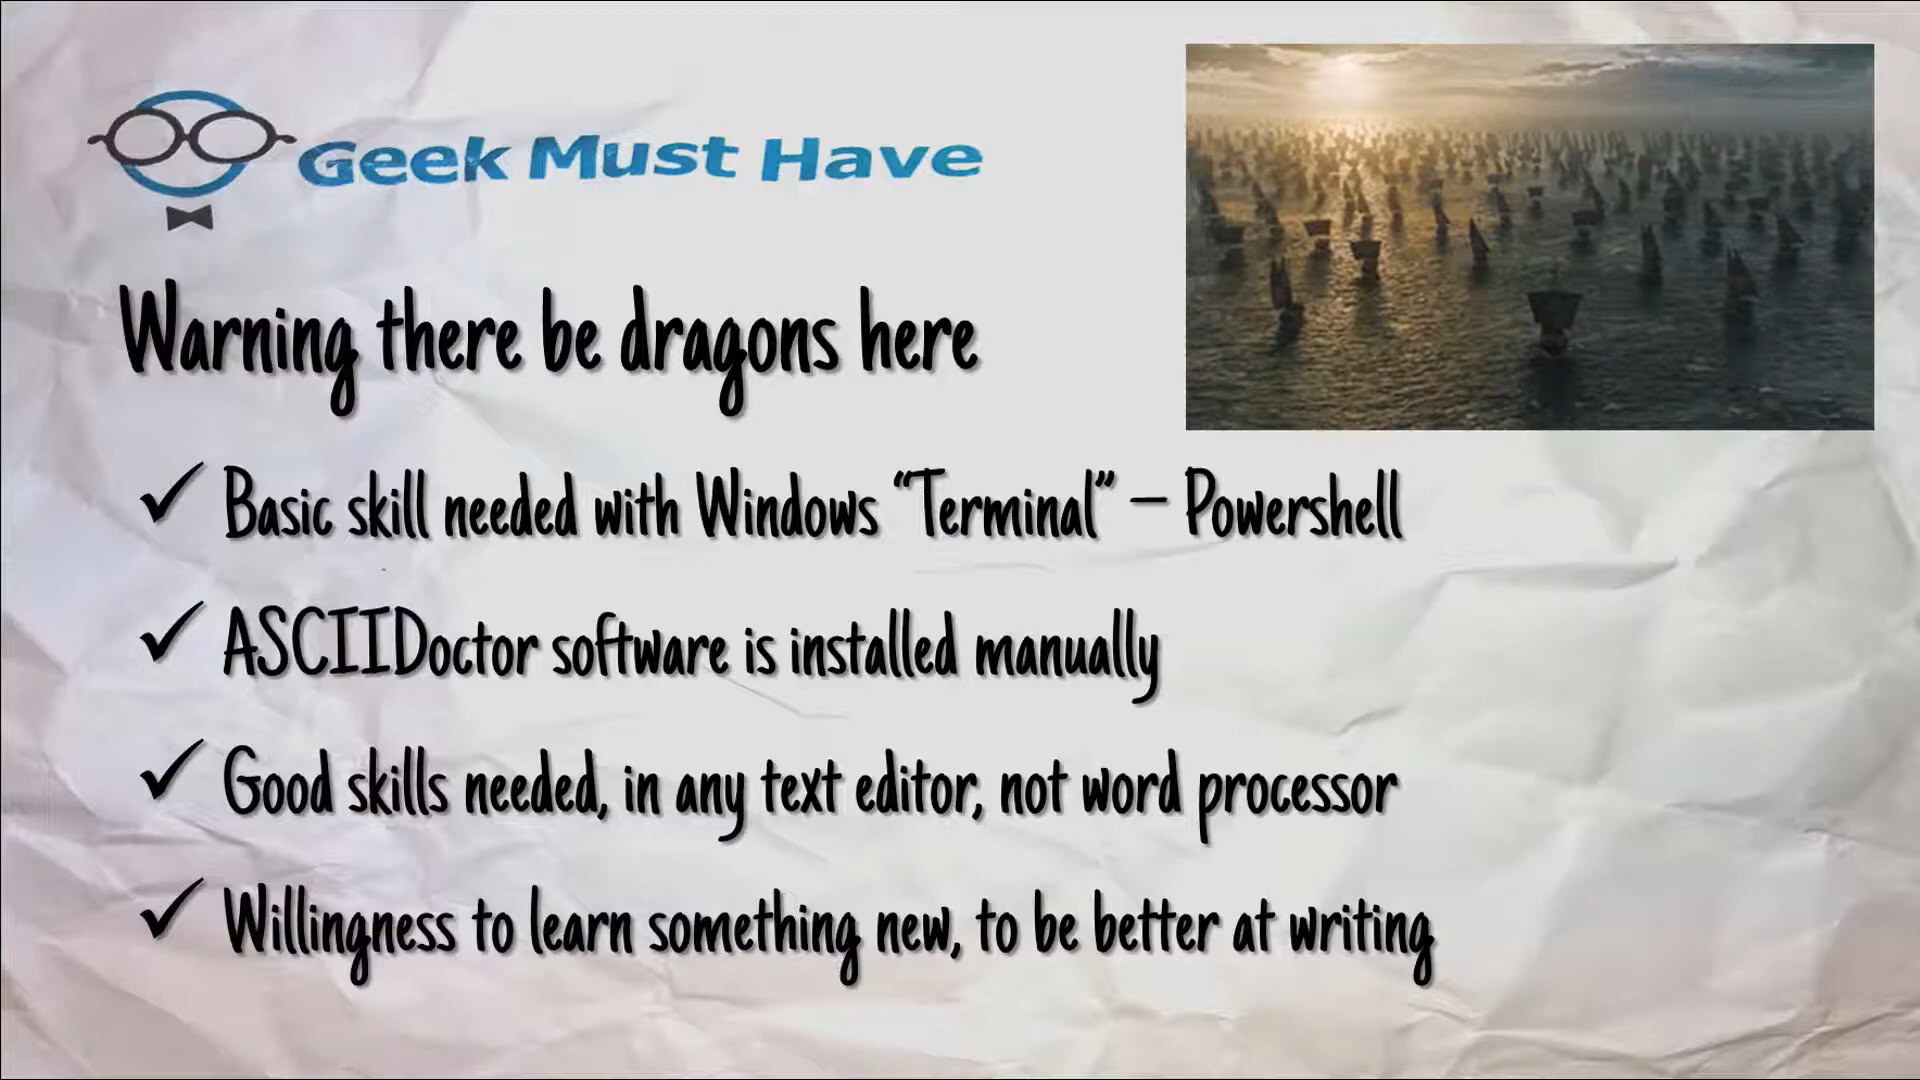 Geek Must Have
Warning there be dragons here
Basic skill needed with Windows “Terminal” – Powershell
ASCIIDoctor software is installed manually
Good skills needed, in any text editor, not word processor
Willingness to learn something new, to be better at writing